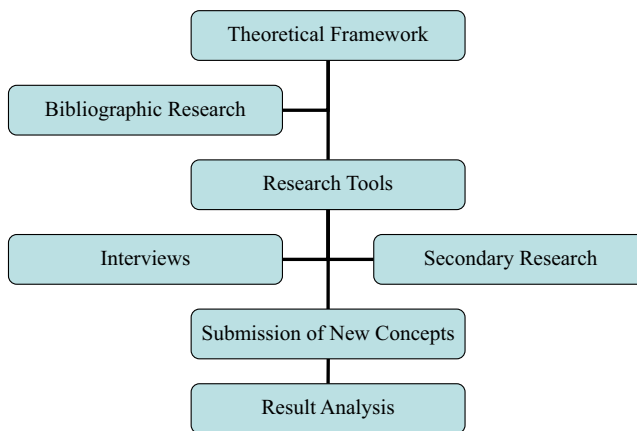 Theoretical Framework
Bibliographic Research
Research Tools
Interviews
Secondary Research
Submission of New Concepts
Result Analysis